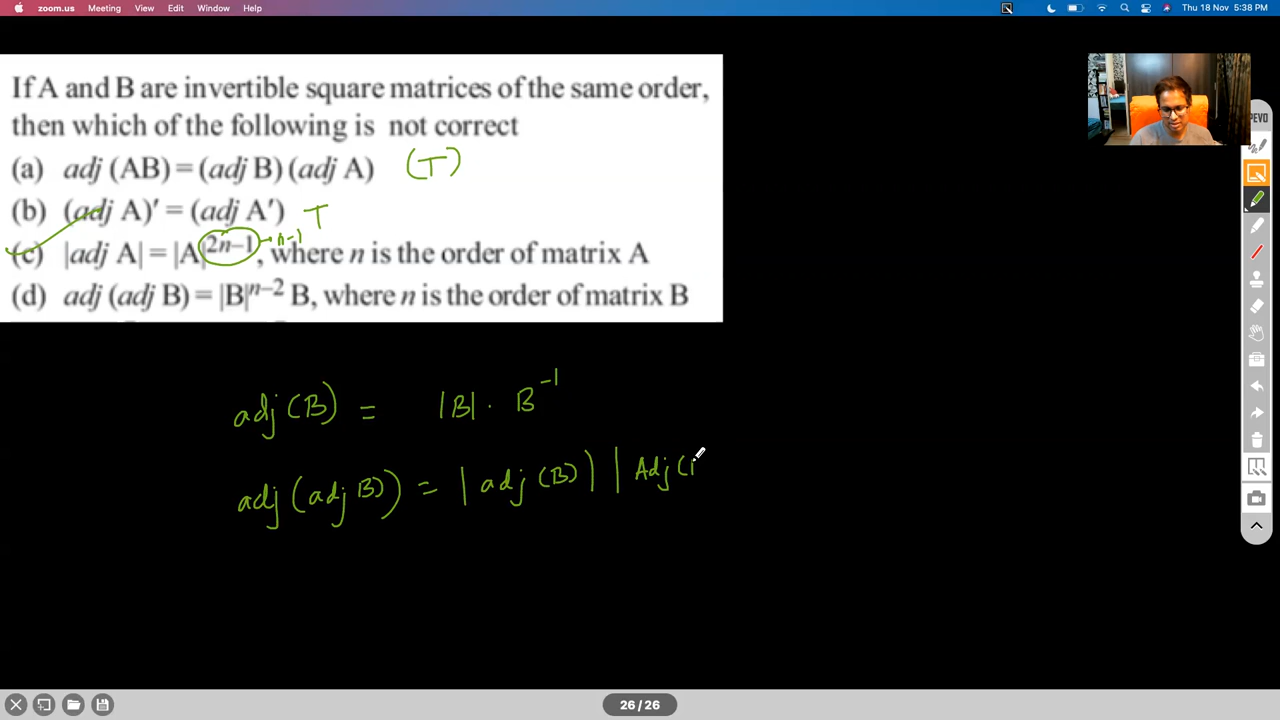 zoom.us Meeting View Edit Window Help Thu 18 Nov 5:38 PM
If A and B are invertible square matrices of the same order,
then which of the following is not correct
(a) adj (AB) = (adj B) (adj A) (T)
(b) (adj A)′ = (adj A′) T
(c) |adj A| = |A|²ⁿ⁻¹, where n is the order of matrix A
n-1
(d) adj (adj B) = |B|ⁿ⁻² B, where n is the order of matrix B
adj(B) = |B| · B⁻¹
adj(adj B) = |adj(B)| | Adj(
PEVO
26 / 26